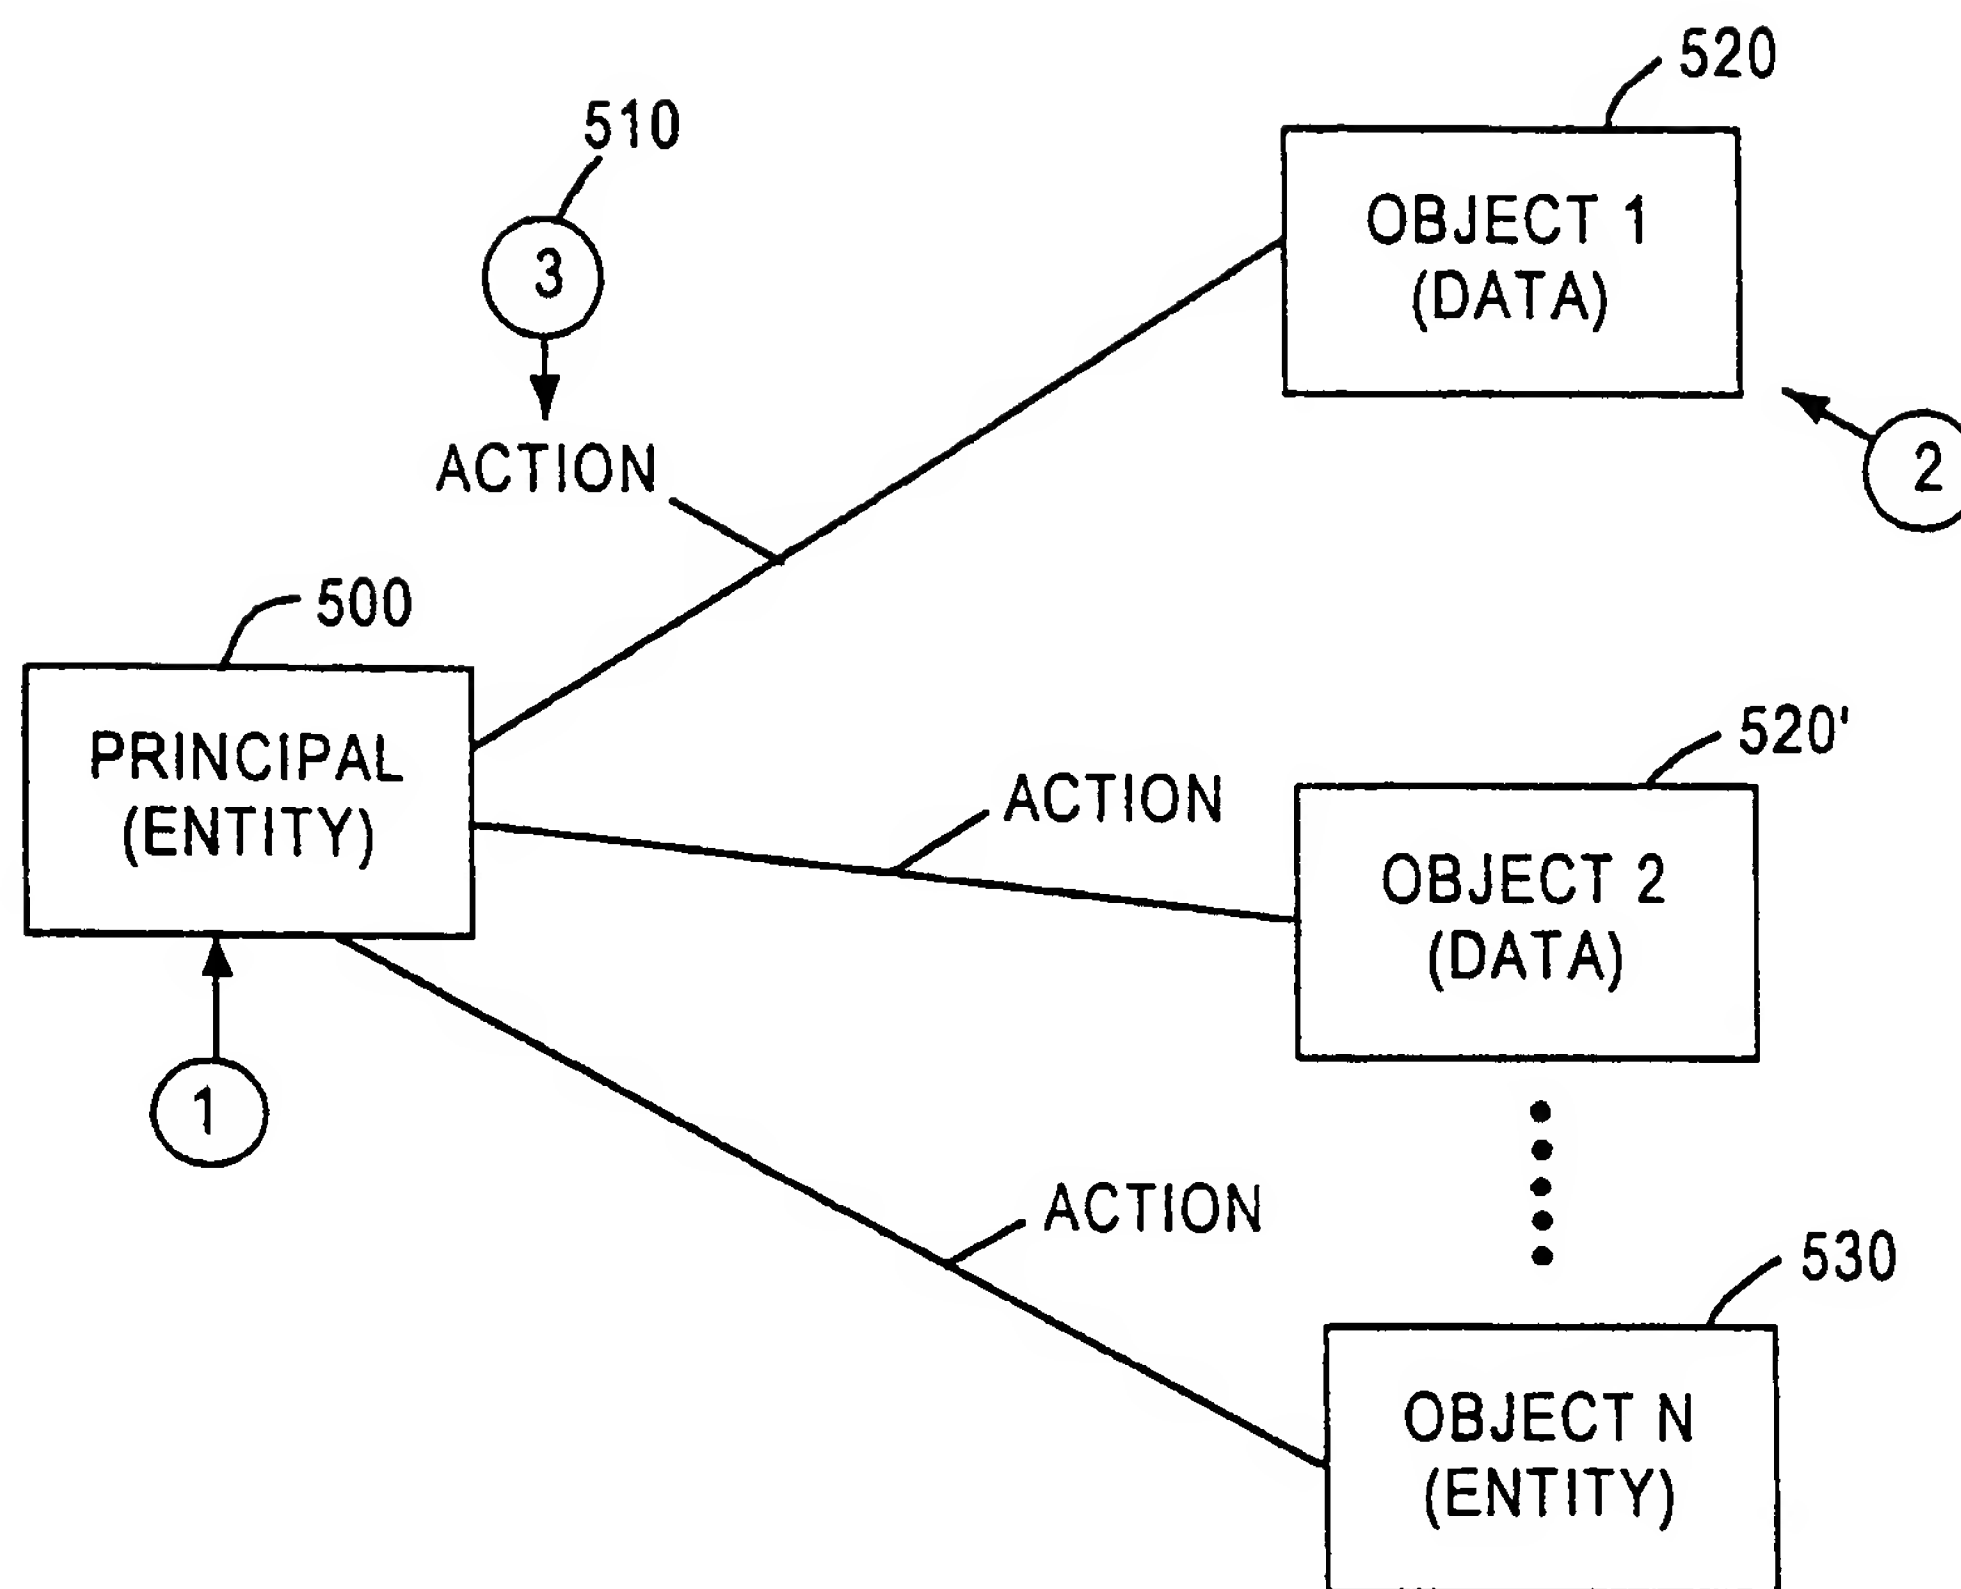 520
510
OBJECT 1
(DATA)
3
ACTION
2
500
520'
PRINCIPAL
(ENTITY)
ACTION
OBJECT 2
(DATA)
1
ACTION
530
OBJECT N
(ENTITY)